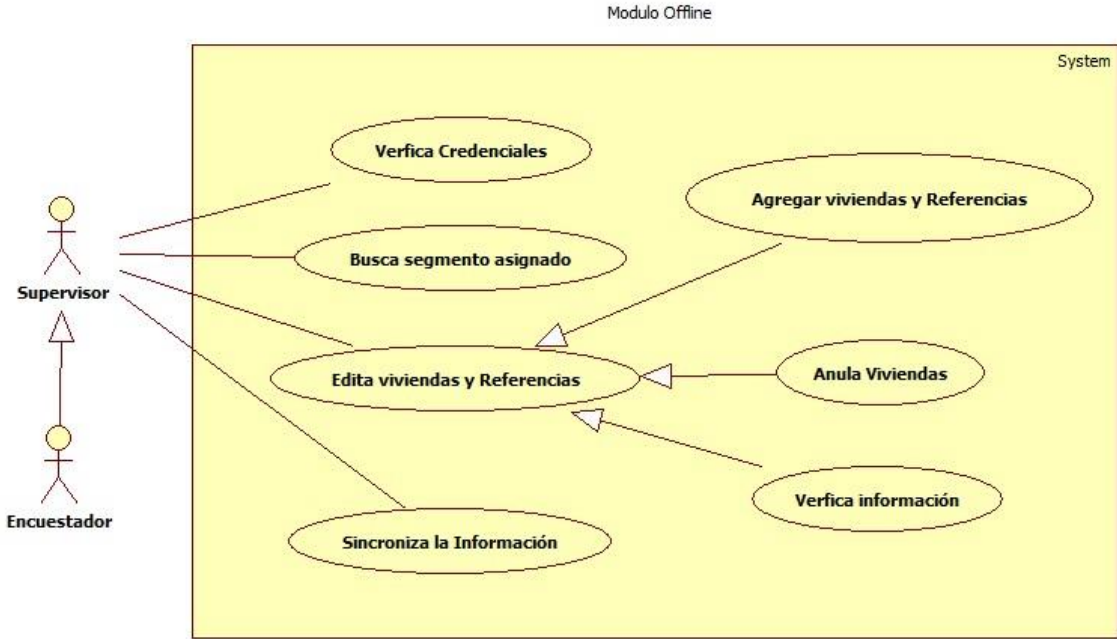 Modulo Offline
System
Verfica Credenciales
Agregar viviendas y Referencias
Busca segmento asignado
Supervisor
Edita viviendas y Referencias
Anula Viviendas
Verfica información
Encuestador
Sincroniza la Información